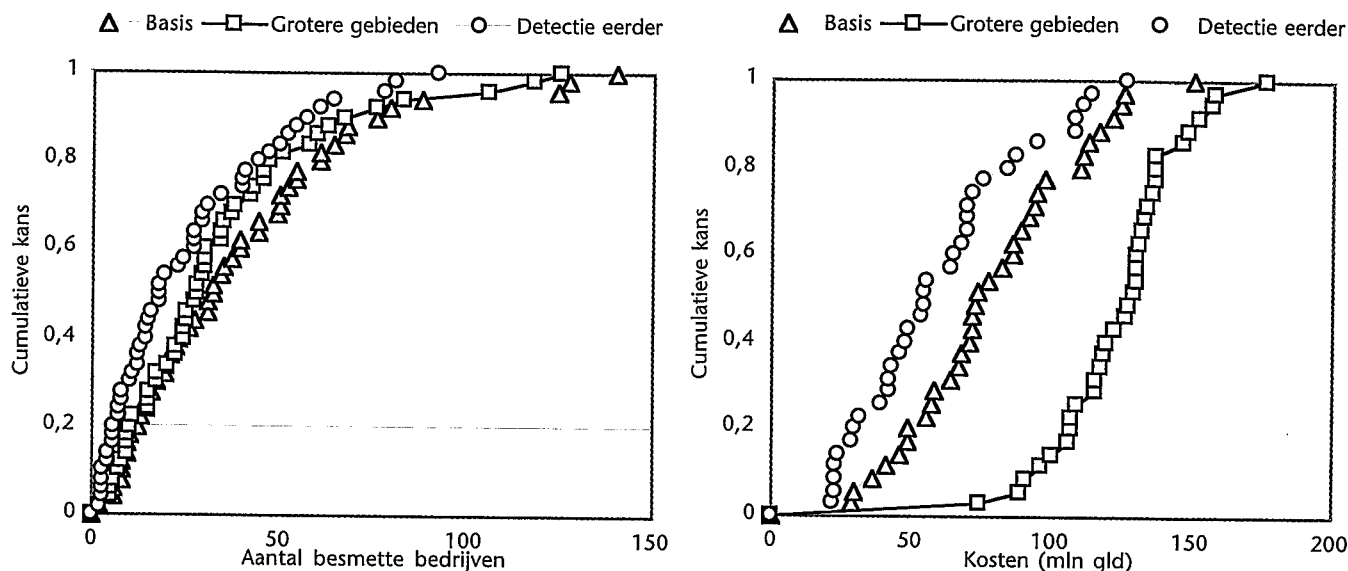 Basis Grotere gebieden Detectie eerder
1
0,8
0,6
0,4
0,2
0
Cumulatieve kans
0 50 100 150
Aantal besmette bedrijven
Basis Grotere gebieden Detectie eerder
1
0,8
0,6
0,4
0,2
0
Cumulatieve kans
0 50 100 150 200
Kosten (mln gld)